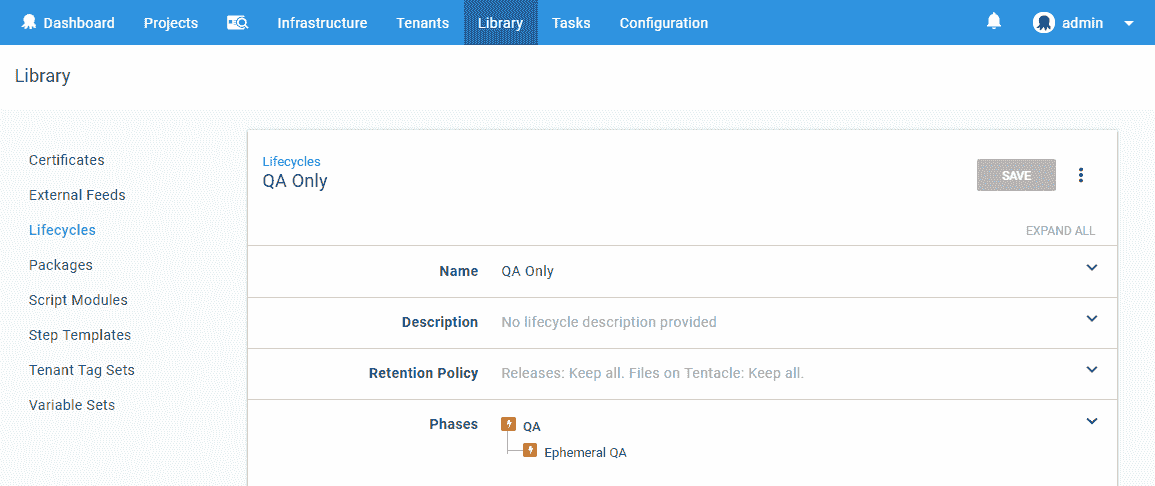 Dashboard Projects Infrastructure Tenants Library Tasks Configuration admin
Library
Certificates
External Feeds
Lifecycles
Packages
Script Modules
Step Templates
Tenant Tag Sets
Variable Sets
Lifecycles
QA Only
SAVE
EXPAND ALL
Name QA Only
Description No lifecycle description provided
Retention Policy Releases: Keep all. Files on Tentacle: Keep all.
Phases QA
Ephemeral QA